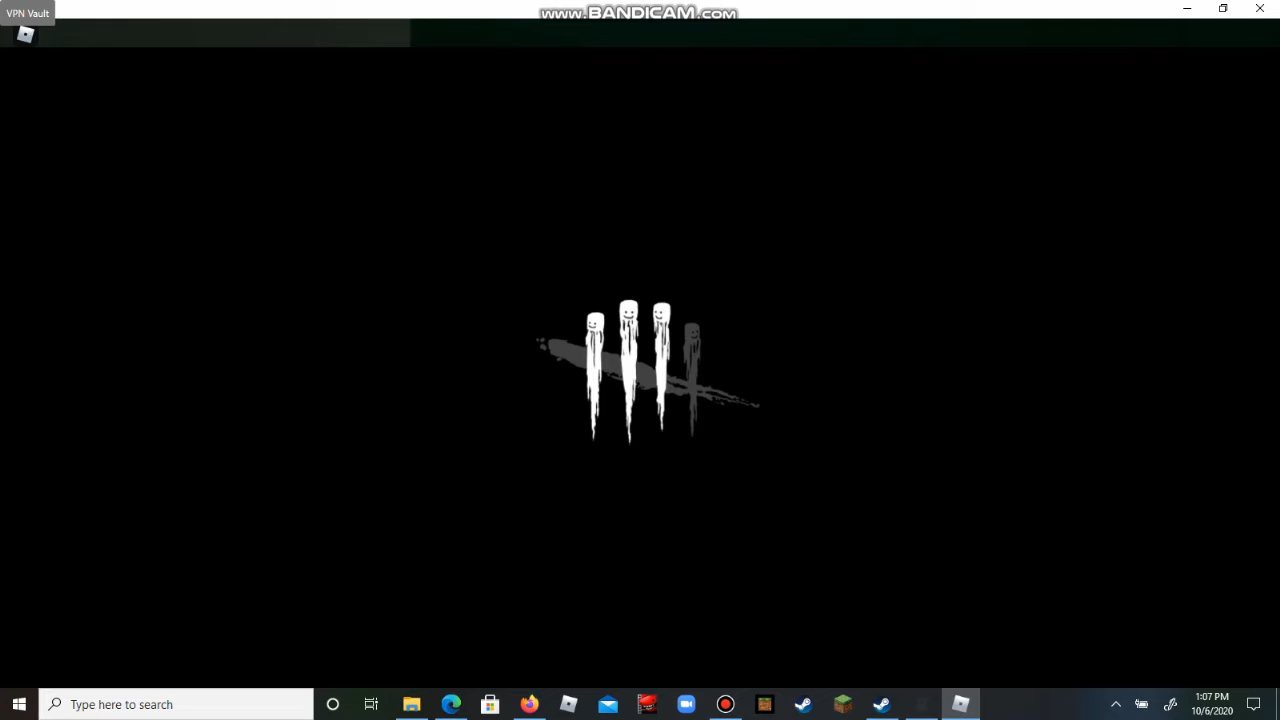 VPN Vault
www.BANDICAM.com
Type here to search
1:07 PM
10/6/2020